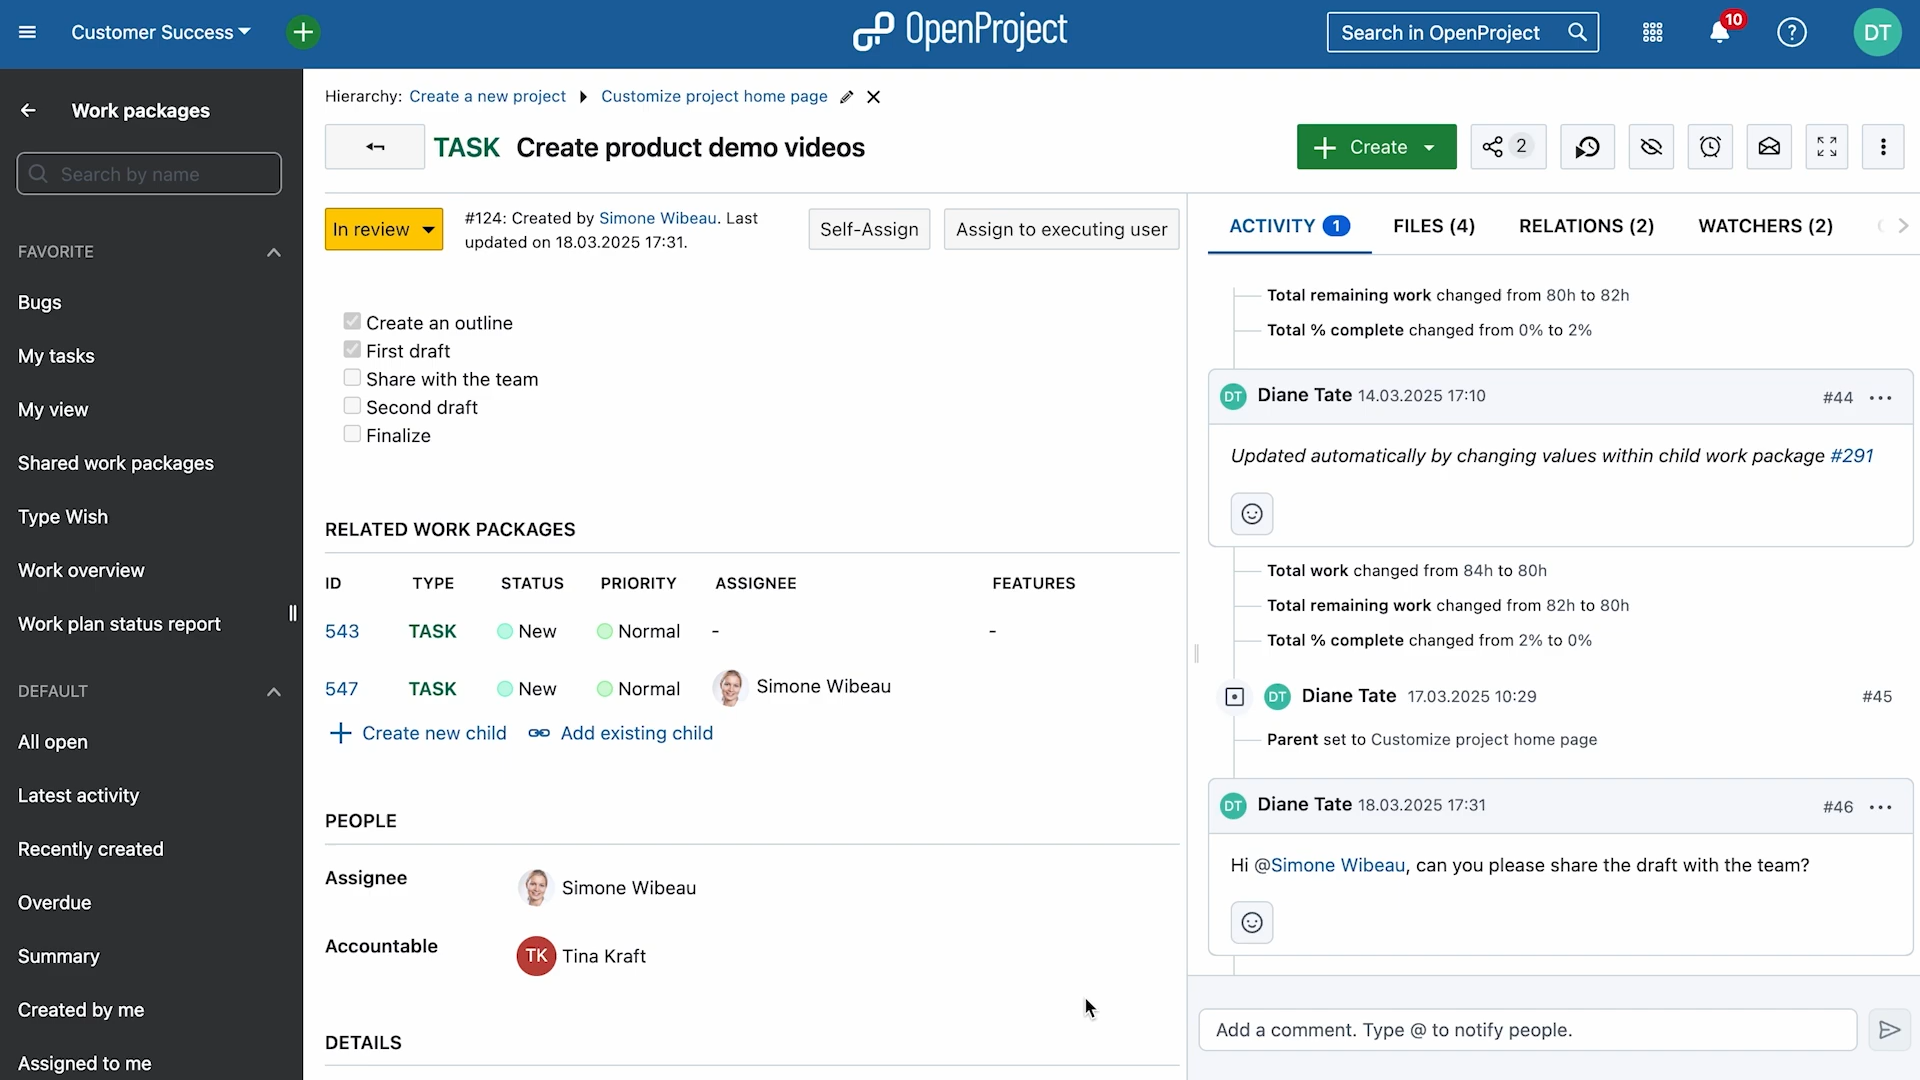 Customer Success
OpenProject
Search in OpenProject
10
DT
Work packages
Search by name
FAVORITE
Bugs
My tasks
My view
Shared work packages
Type Wish
Work overview
Work plan status report
DEFAULT
All open
Latest activity
Recently created
Overdue
Summary
Created by me
Assigned to me
Hierarchy: Create a new project Customize project home page
TASK Create product demo videos
Create
2
In review
#124: Created by Simone Wibeau. Last
updated on 18.03.2025 17:31.
Self-Assign
Assign to executing user
Create an outline
First draft
Share with the team
Second draft
Finalize
RELATED WORK PACKAGES
ID TYPE STATUS PRIORITY ASSIGNEE FEATURES
543 TASK New Normal - -
547 TASK New Normal Simone Wibeau
Create new child Add existing child
PEOPLE
Assignee Simone Wibeau
Accountable TK Tina Kraft
DETAILS
ACTIVITY 1 FILES (4) RELATIONS (2) WATCHERS (2)
Total remaining work changed from 80h to 82h
Total % complete changed from 0% to 2%
DT Diane Tate 14.03.2025 17:10 #44
Updated automatically by changing values within child work package #291
Total work changed from 84h to 80h
Total remaining work changed from 82h to 80h
Total % complete changed from 2% to 0%
DT Diane Tate 17.03.2025 10:29 #45
Parent set to Customize project home page
DT Diane Tate 18.03.2025 17:31 #46
Hi @Simone Wibeau, can you please share the draft with the team?
Add a comment. Type @ to notify people.